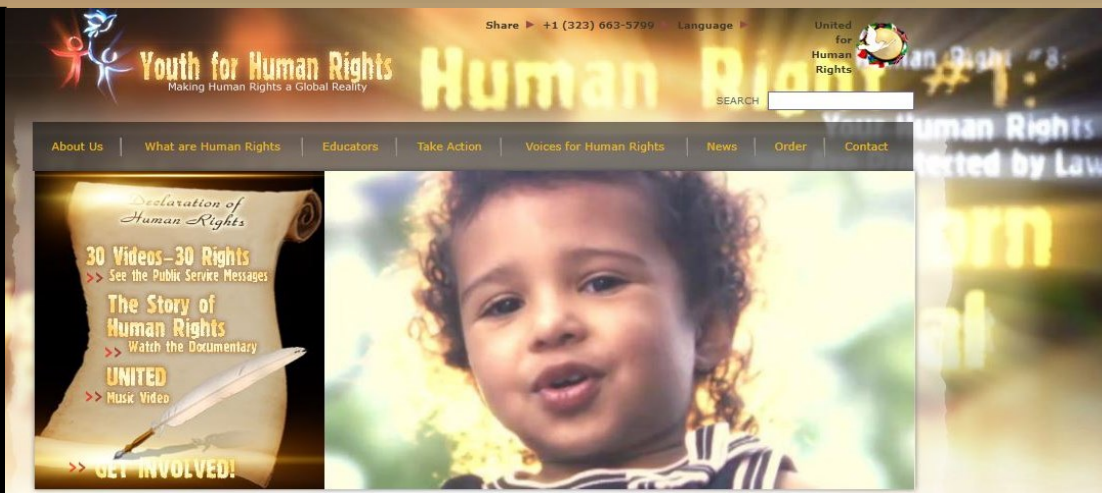 Share
+1 (323) 663-5799
Language
United
for
Human
Rights
Youth for Human Rights
Making Human Rights a Global Reality
Human Right #1:
Human Right #8:
SEARCH
Your Human Rights
Protected by Law
About Us
What are Human Rights
Educators
Take Action
Voices for Human Rights
News
Order
Contact
Declaration of
Human Rights
30 Videos–30 Rights
>> See the Public Service Messages
The Story of
Human Rights
>> Watch the Documentary
UNITED
>> Music Video
>> GET INVOLVED!